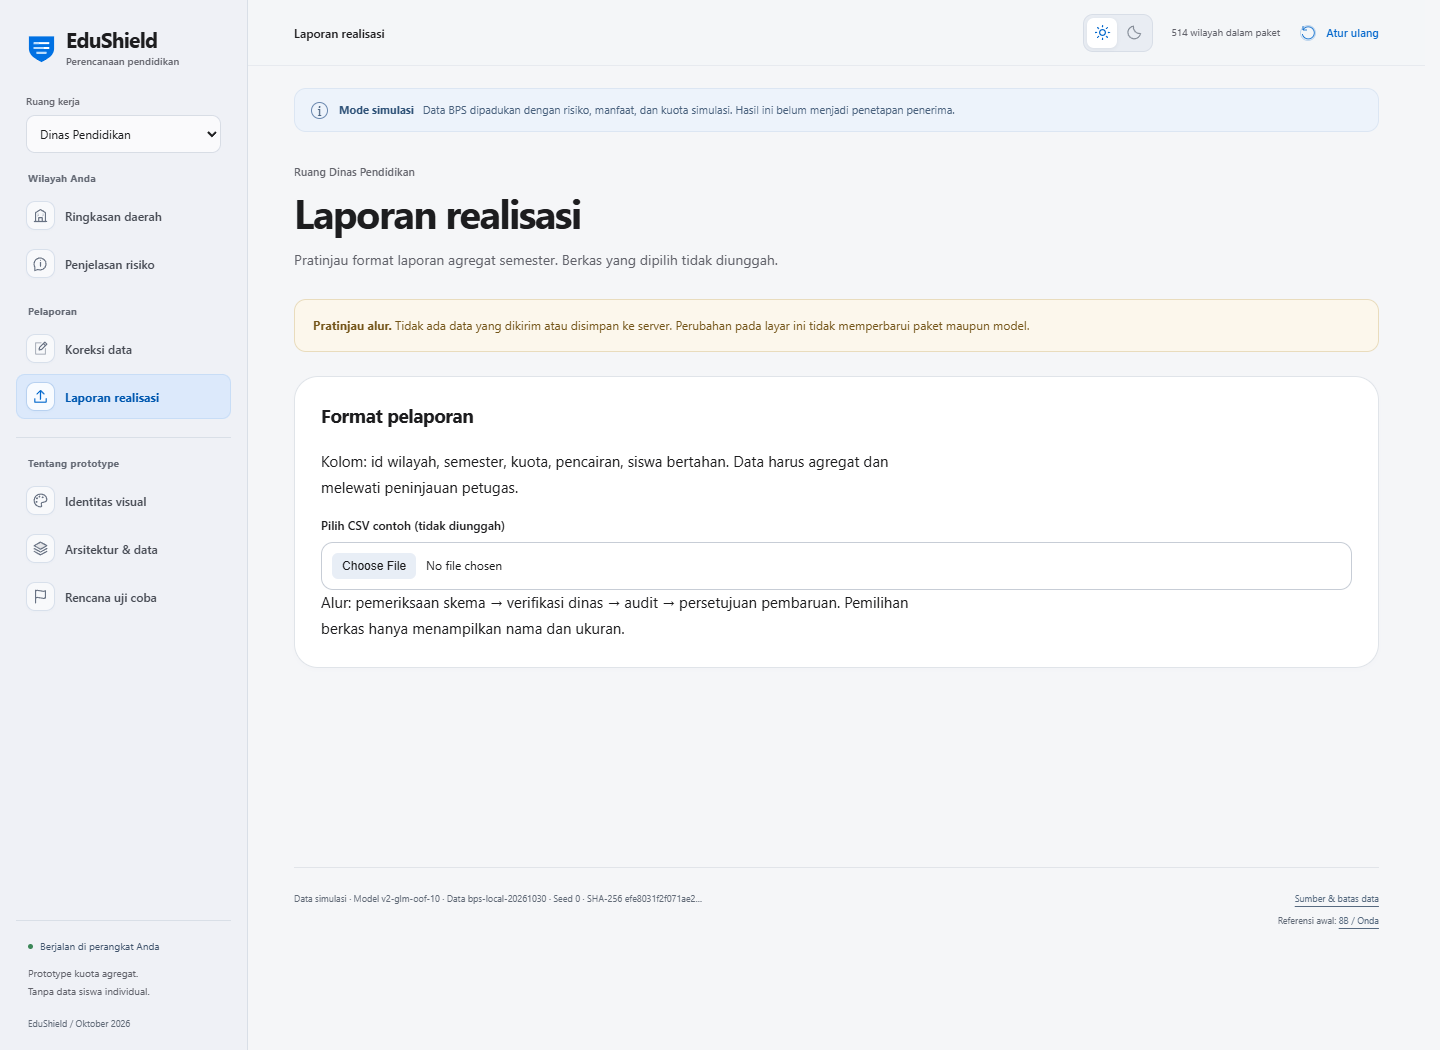 EduShield
Perencanaan pendidikan
Ruang kerja
Dinas Pendidikan
Wilayah Anda
Ringkasan daerah
Penjelasan risiko
Pelaporan
Koreksi data
Laporan realisasi
Tentang prototype
Identitas visual
Arsitektur & data
Rencana uji coba
Berjalan di perangkat Anda
Prototype kuota agregat.
Tanpa data siswa individual.
EduShield / Oktober 2026
Laporan realisasi
514 wilayah dalam paket
Atur ulang
Mode simulasi Data BPS dipadukan dengan risiko, manfaat, dan kuota simulasi. Hasil ini belum menjadi penetapan penerima.
Ruang Dinas Pendidikan
Laporan realisasi
Pratinjau format laporan agregat semester. Berkas yang dipilih tidak diunggah.
Pratinjau alur. Tidak ada data yang dikirim atau disimpan ke server. Perubahan pada layar ini tidak memperbarui paket maupun model.
Format pelaporan
Kolom: id wilayah, semester, kuota, pencairan, siswa bertahan. Data harus agregat dan
melewati peninjauan petugas.
Pilih CSV contoh (tidak diunggah)
Choose File No file chosen
Alur: pemeriksaan skema → verifikasi dinas → audit → persetujuan pembaruan. Pemilihan
berkas hanya menampilkan nama dan ukuran.
Data simulasi · Model v2-glm-oof-10 · Data bps-local-20261030 · Seed 0 · SHA-256 efe8031f2f071ae2…
Sumber & batas data
Referensi awal: 8B / Onda